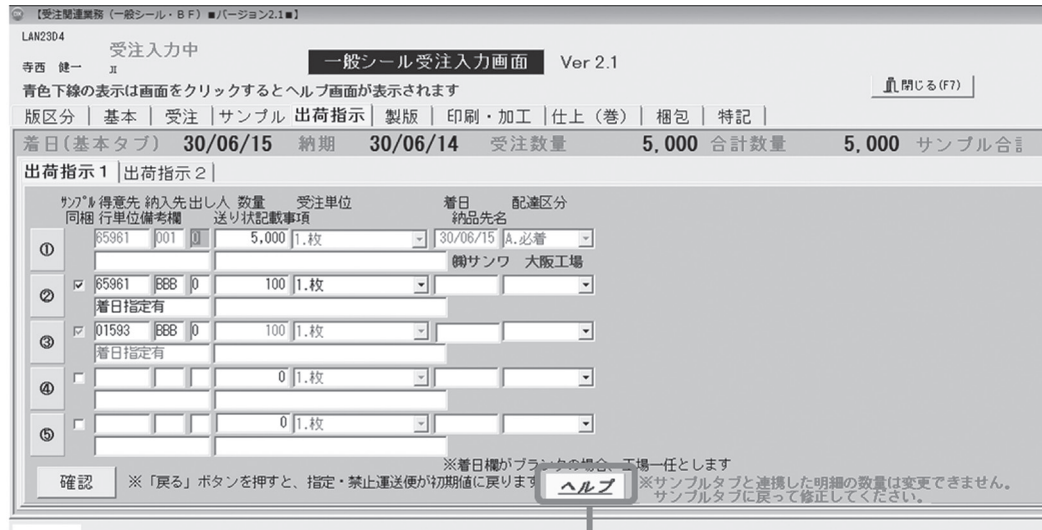 【受注関連業務（一般シール・BF）■バージョン2.1■】
LAN23D4
受注入力中
寺西 健一 JI
一般シール受注入力画面 Ver 2.1
青色下線の表示は画面をクリックするとヘルプ画面が表示されます
閉じる(F7)
版区分 基本 受注 サンプル 出荷指示 製版 印刷・加工 仕上（巻） 梱包 特記
着日(基本タブ) 30/06/15 納期 30/06/14 受注数量 5,000 合計数量 5,000 サンプル合
出荷指示1 出荷指示2
ｻﾝﾌﾟﾙ 得意先 納入先 出し人 数量 受注単位 着日 配達区分
同梱 行単位備考欄 送り状記載事項 納品先名
① 65961 001 0 5,000 1.枚 30/06/15 A.必着
㈱サンワ 大阪工場
② 65961 BBB 0 100 1.枚
着日指定有
③ 01593 BBB 0 100 1.枚
着日指定有
④ 0 1.枚
⑤ 0 1.枚
※着日欄がブランクの場合、工場一任とします
確認 ※「戻る」ボタンを押すと、指定・禁止運送便が初期値に戻ります ヘルプ ※サンプルタブと連携した明細の数量は変更できません。
サンプルタブに戻って修正してください。